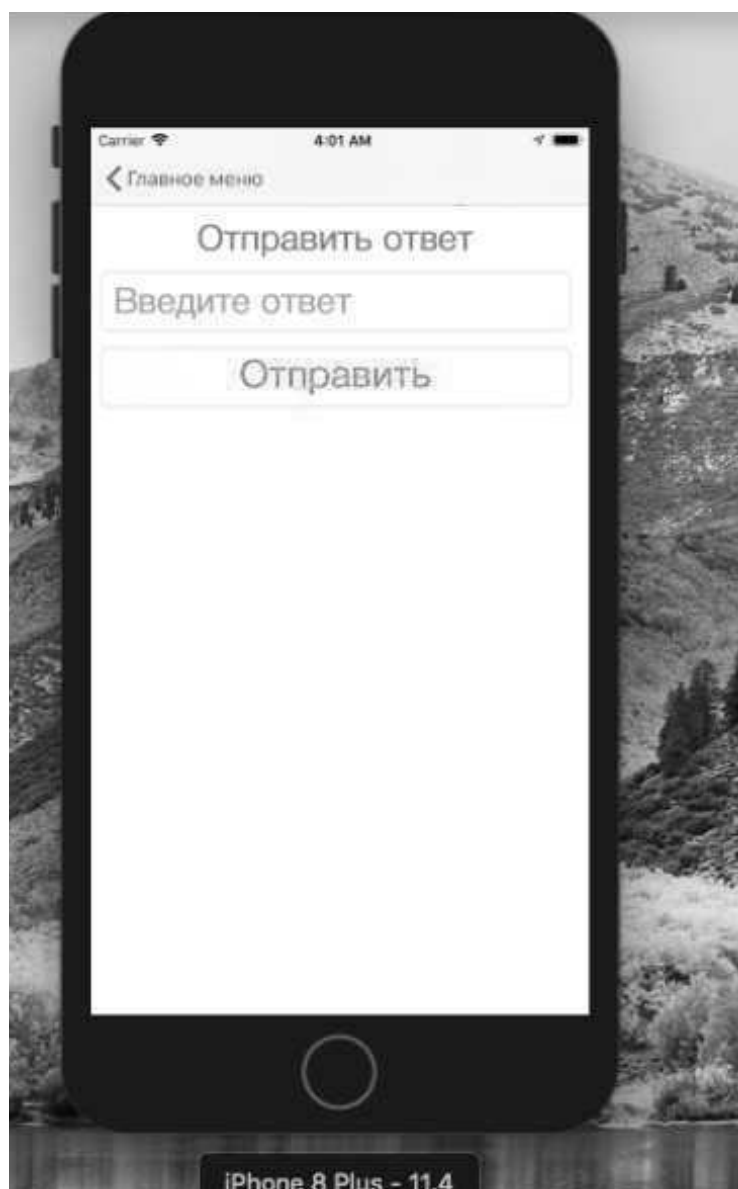 Carrier 4:01 AM
Главное меню
Отправить ответ
Введите ответ
Отправить
iPhone 8 Plus - 11.4